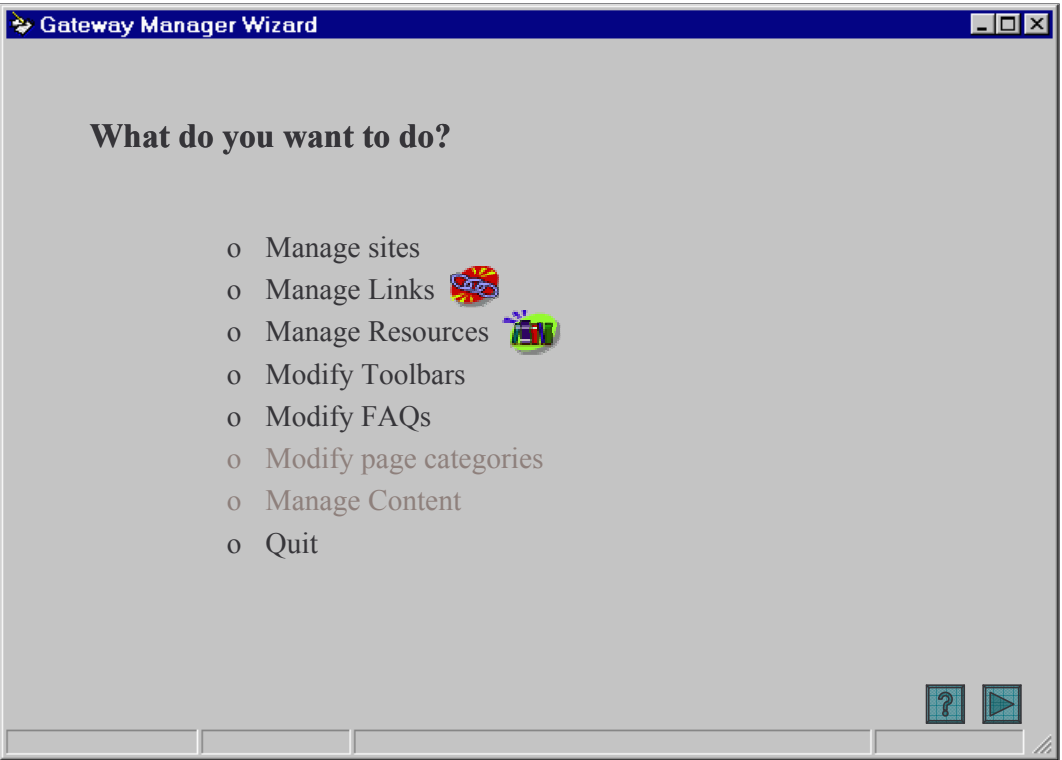 Gateway Manager Wizard
What do you want to do?
o Manage sites
o Manage Links
o Manage Resources
o Modify Toolbars
o Modify FAQs
o Modify page categories
o Manage Content
o Quit
?